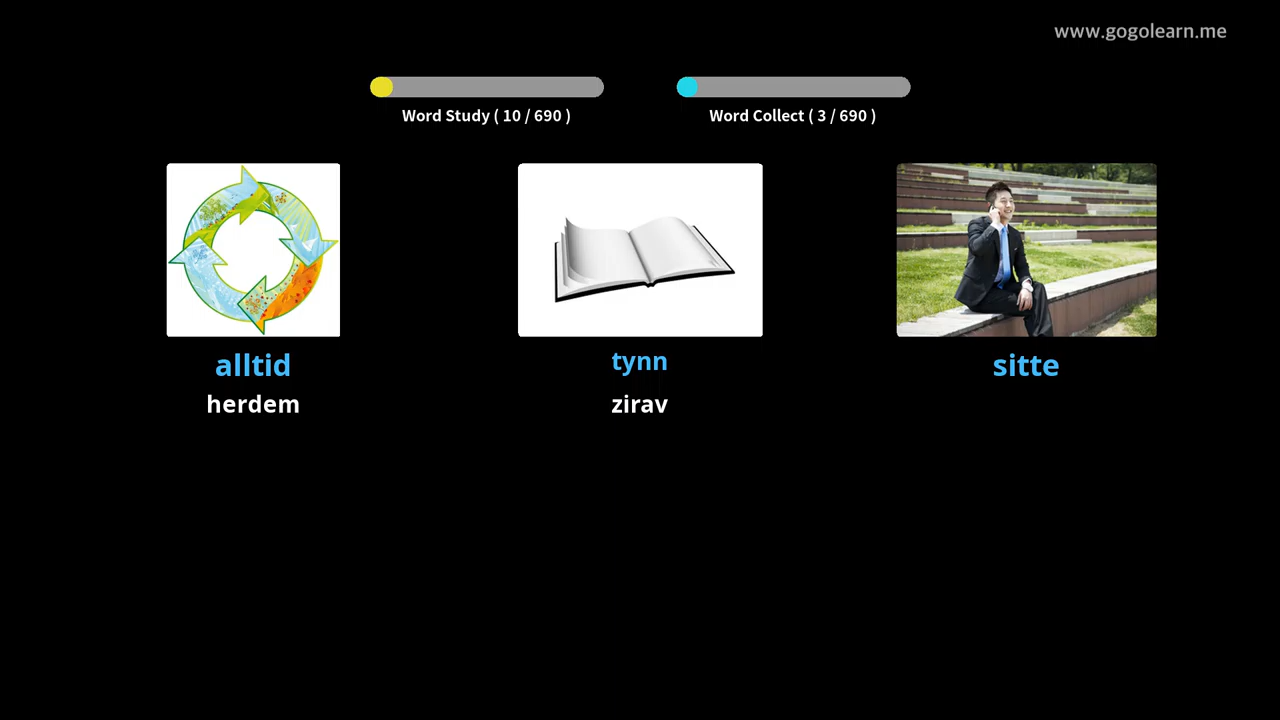 www.gogolearn.me
Word Study ( 10 / 690 )
Word Collect ( 3 / 690 )
alltid
herdem
tynn
zirav
sitte